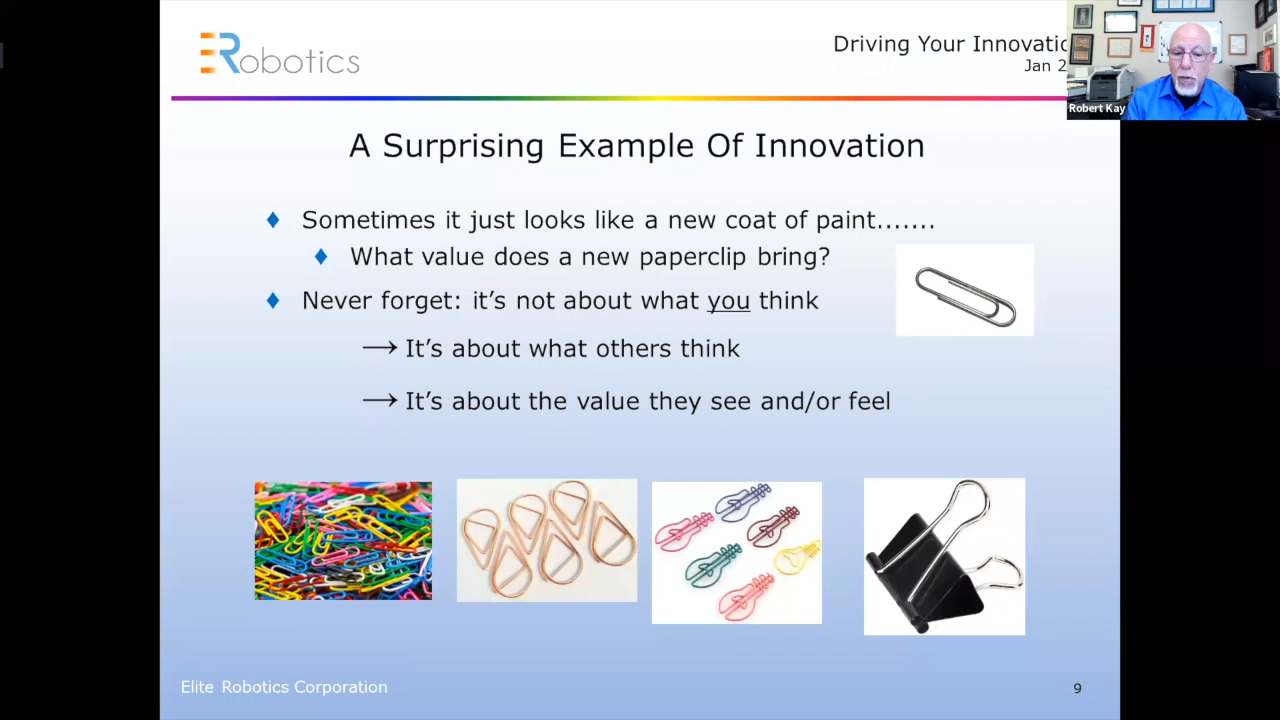 ERobotics
Driving Your Innovatio
Jan 2
Robert Kay
A Surprising Example Of Innovation
Sometimes it just looks like a new coat of paint.......
What value does a new paperclip bring?
Never forget: it's not about what you think
→ It's about what others think
→ It's about the value they see and/or feel
Elite Robotics Corporation
9